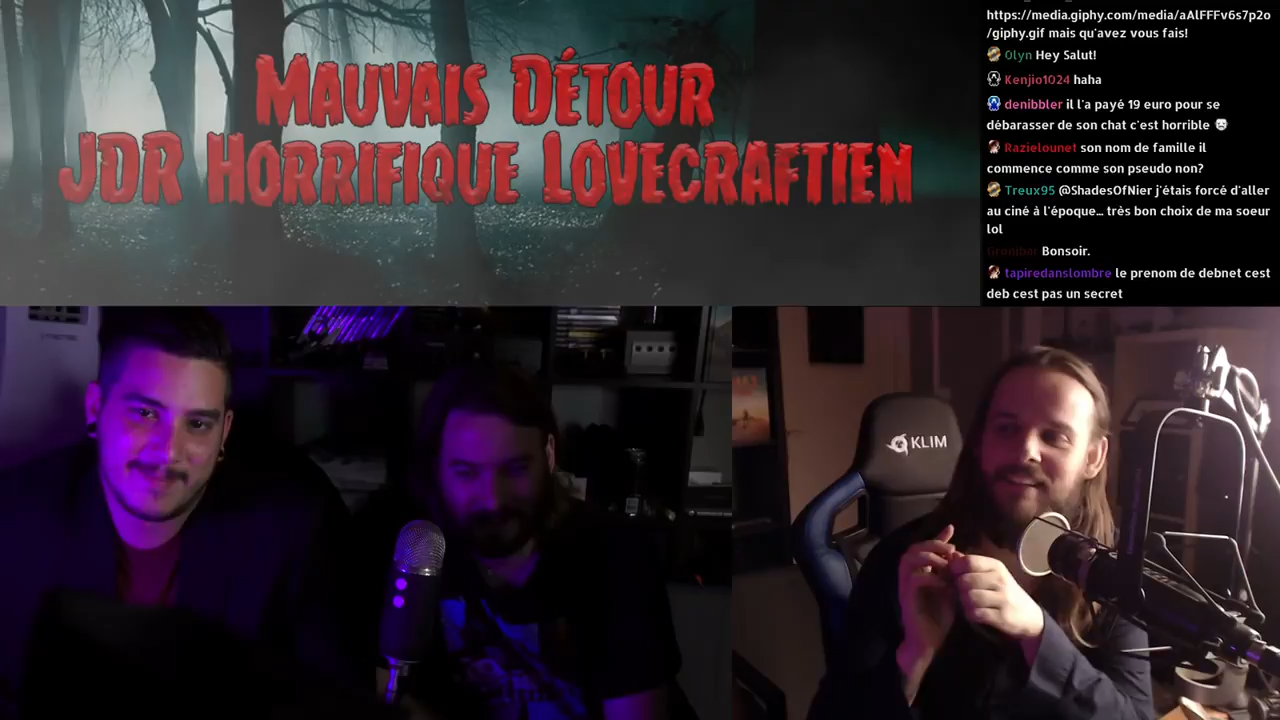 MAUVAIS DÉTOUR
JDR HORRIFIQUE LOVECRAFTIEN
https://media.giphy.com/media/aAlFFFv6s7p2o
/giphy.gif mais qu'avez vous fais!
Olyn Hey Salut!
Kenjio1024 haha
denibbler il l'a payé 19 euro pour se
débarasser de son chat c'est horrible
Razielounet son nom de famille il
commence comme son pseudo non?
Treux95 @ShadesOfNier j'étais forcé d'aller
au ciné à l'époque... très bon choix de ma soeur
lol
Bonsoir.
tapiredanslombre le prenom de debnet cest
deb cest pas un secret
KLIM